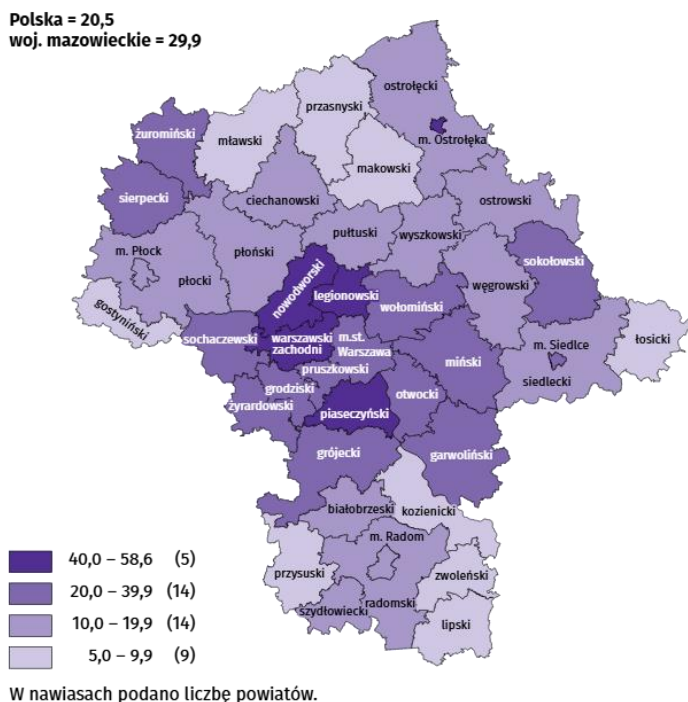 Polska = 20,5
woj. mazowieckie = 29,9
ostrołęcki
przasnyski
żuromiński
mławski
m. Ostrołęka
makowski
sierpecki
ciechanowski
ostrowski
pułtuski
wyszkowski
m. Płock
płoński
sokołowski
płocki
nowodworski
legionowski
węgrowski
gostyniński
wołomiński
sochaczewski
warszawski
zachodni
m.st.
Warszawa
m. Siedlce
łosicki
pruszkowski
miński
siedlecki
grodziski
otwocki
żyrardowski
piaseczyński
grójecki
garwoliński
białobrzeski
kozienicki
m. Radom
przysuski
zwoleński
szydłowiecki
radomski
lipski
40,0 – 58,6 (5)
20,0 – 39,9 (14)
10,0 – 19,9 (14)
5,0 – 9,9 (9)
W nawiasach podano liczbę powiatów.